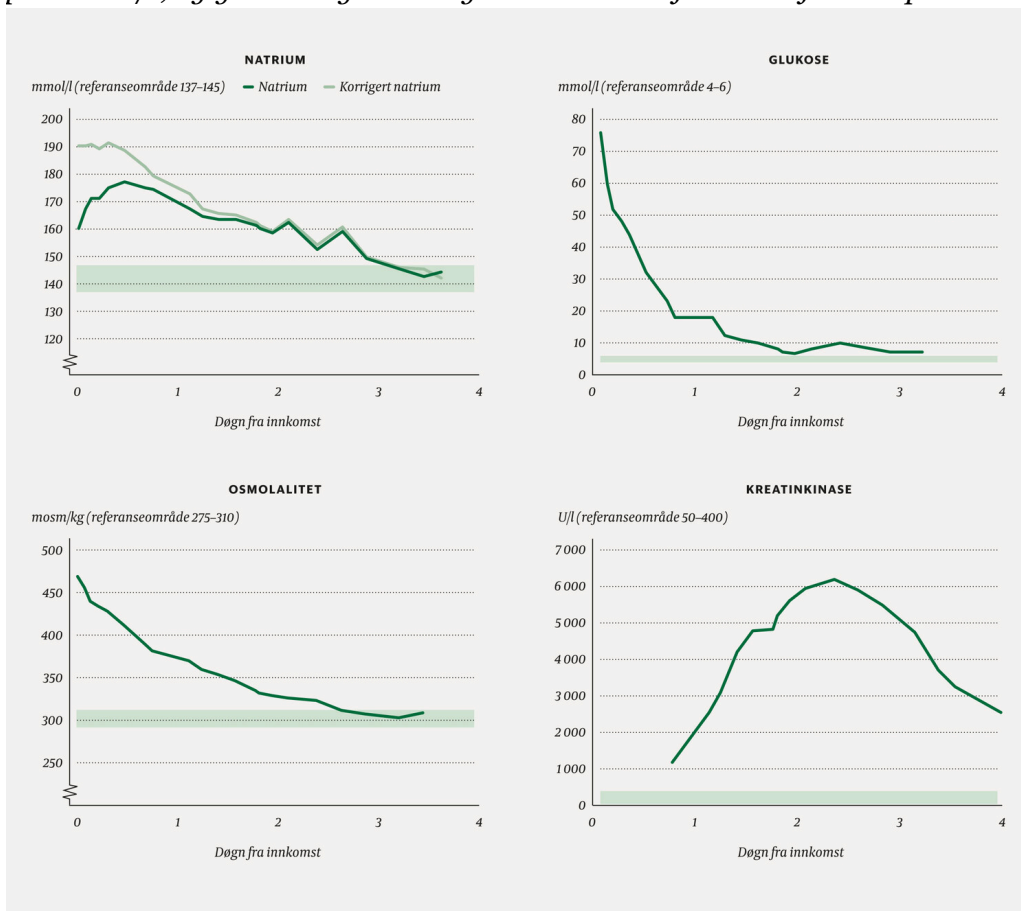 NATRIUM
mmol/l (referanseområde 137–145) Natrium Korrigert natrium
200
190
180
170
160
150
140
130
120
0 1 2 3 4
Døgn fra innkomst
GLUKOSE
mmol/l (referanseområde 4–6)
80
70
60
50
40
30
20
10
0
0 1 2 3 4
Døgn fra innkomst
OSMOLALITET
mosm/kg (referanseområde 275–310)
500
450
400
350
300
250
0 1 2 3 4
Døgn fra innkomst
KREATINKINASE
U/l (referanseområde 50–400)
7 000
6 000
5 000
4 000
3 000
2 000
1 000
0
0 1 2 3 4
Døgn fra innkomst